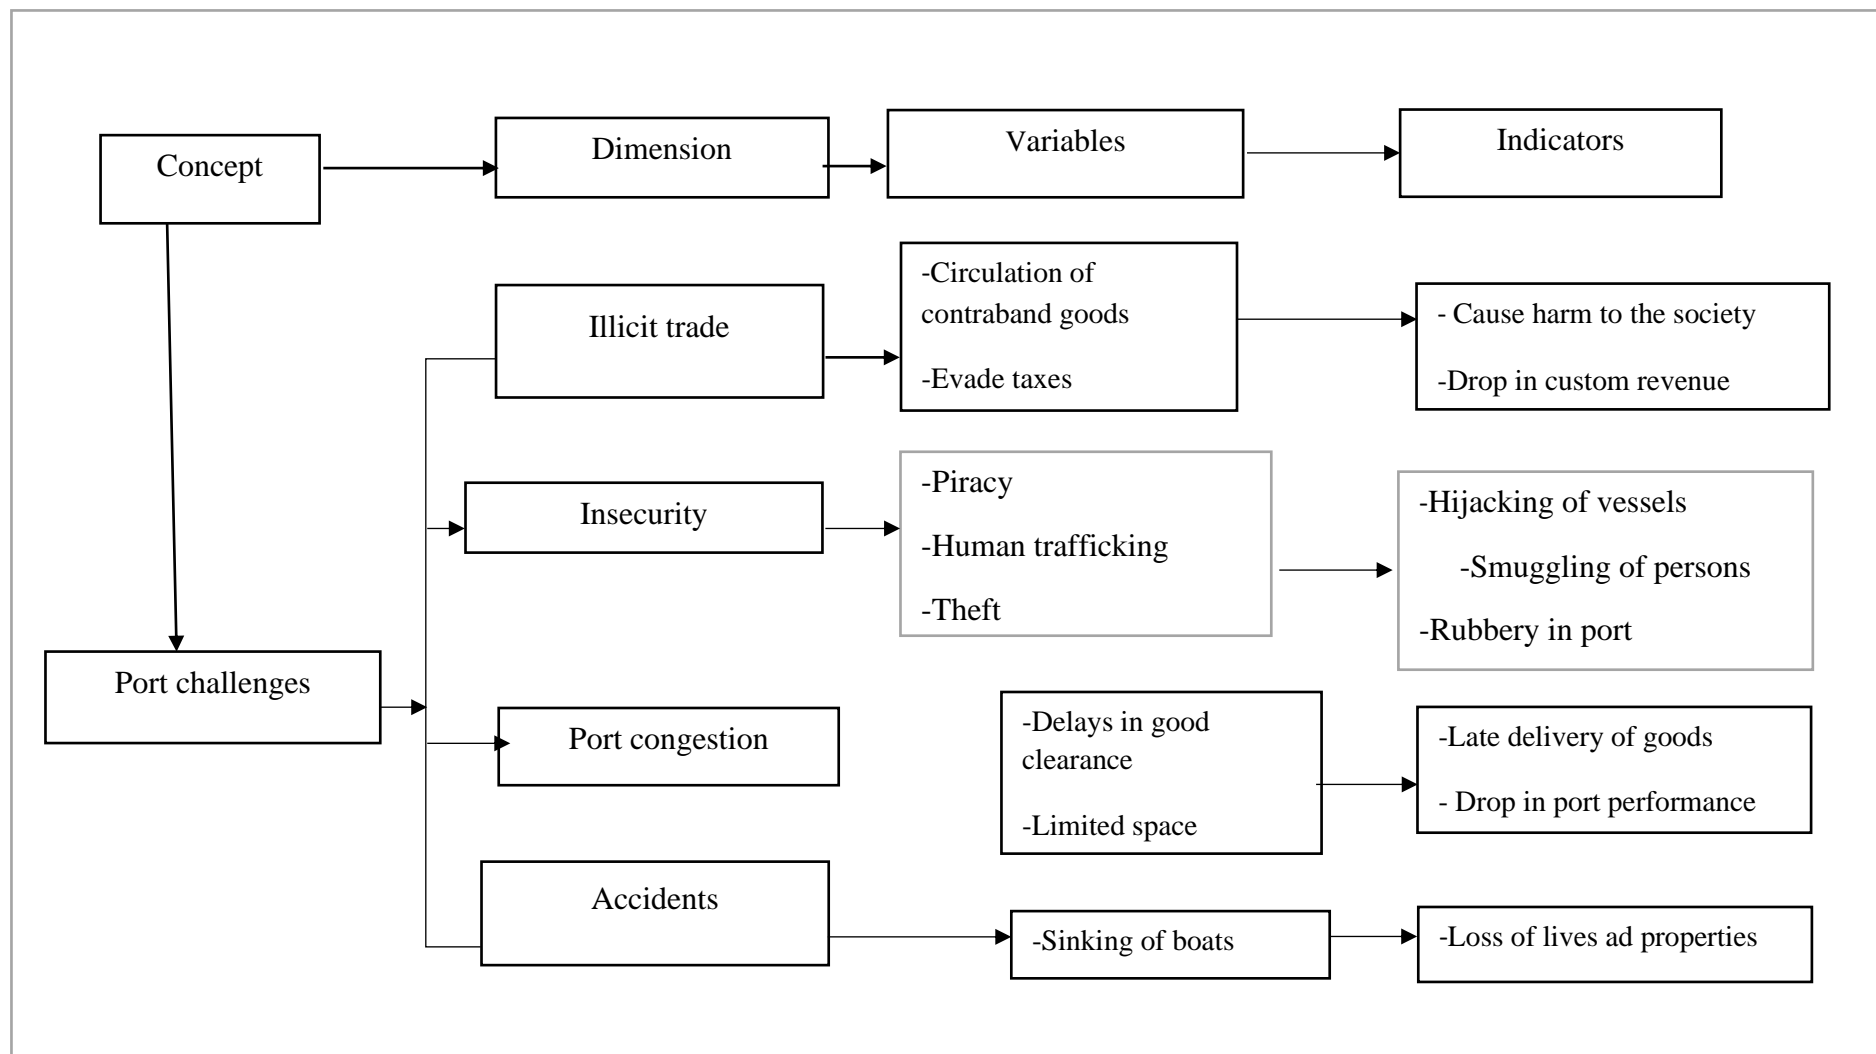 Concept
Dimension
Variables
Indicators
Illicit trade
-Circulation of
contraband goods
-Evade taxes
- Cause harm to the society
-Drop in custom revenue
Insecurity
-Piracy
-Human trafficking
-Theft
-Hijacking of vessels
-Smuggling of persons
-Rubbery in port
Port challenges
Port congestion
-Delays in good
clearance
-Limited space
-Late delivery of goods
- Drop in port performance
Accidents
-Sinking of boats
-Loss of lives ad properties